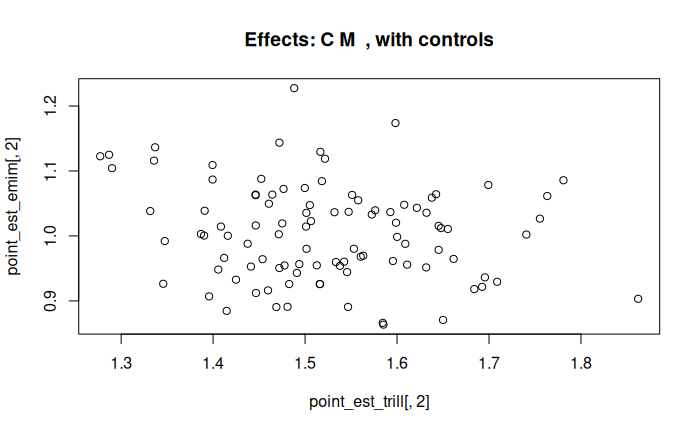 Effects: C M , with controls
point_est_emim[, 2]
1.2
1.1
1.0
0.9
1.3 1.4 1.5 1.6 1.7 1.8
point_est_trill[, 2]